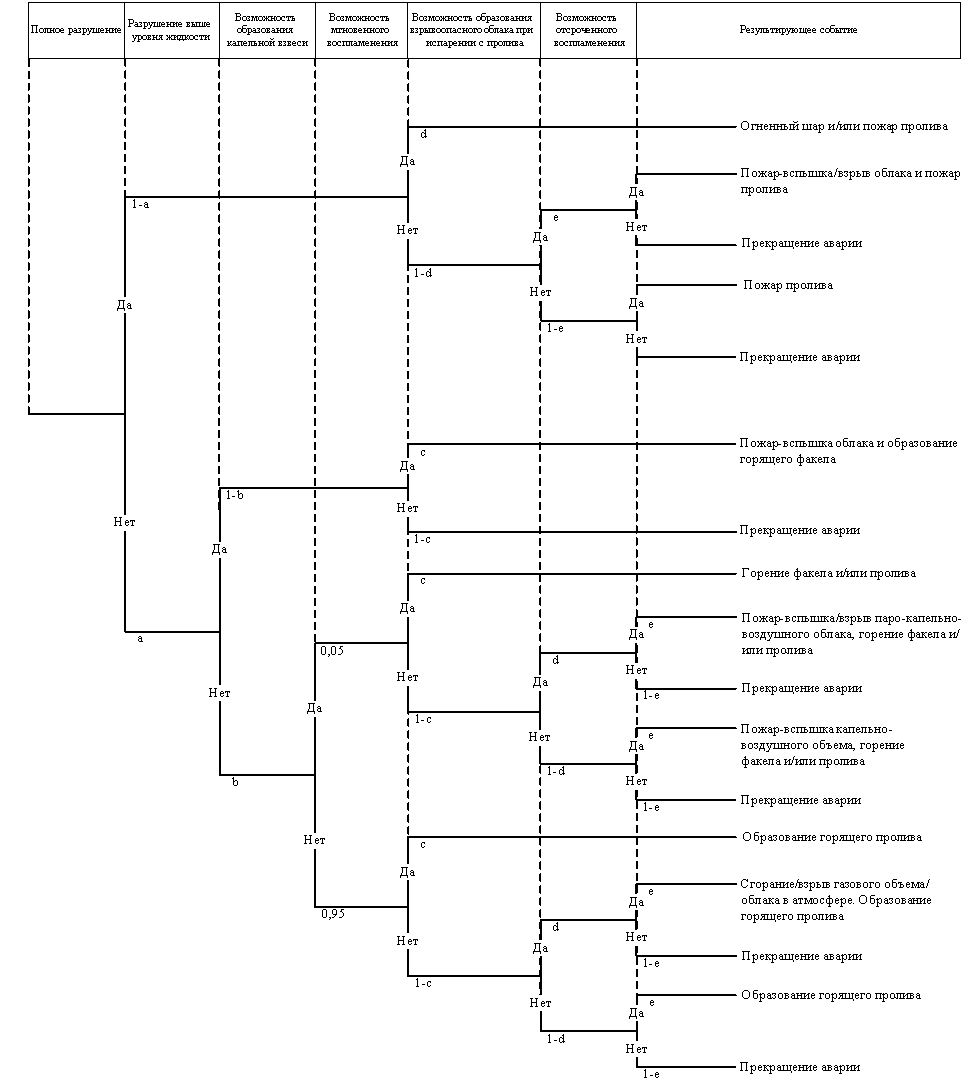 Полное разрушение
Разрушение выше
уровня жидкости
Возможность
образования
капельной взвеси
Возможность
мгновенного
воспламенения
Возможность образования
взрывоопасного облака при
испарении с пролива
Возможность
отсроченного
воспламенения
Результирующее событие
d
Огненный шар и/или пожар пролива
Да
Пожар-вспышка/взрыв облака и пожар
пролива
Да
1-a
e
Нет
Нет
Да
Прекращение аварии
1-d
Пожар пролива
Нет
Да
Да
1-e
Нет
Прекращение аварии
c
Пожар-вспышка облака и образование
горящего факела
Да
1-b
Нет
Нет
Прекращение аварии
1-c
Да
c
Горение факела и/или пролива
Да
e
Пожар-вспышка/взрыв паро-капельно-
воздушного облака, горение факела и/
или пролива
a
Да
0,05
d
Нет
Нет
Нет
Да
Прекращение аварии
1-e
Да
1-c
e
Пожар-вспышка капельно-
воздушного объема, горение
факела и/или пролива
Нет
Да
1-d
b
Нет
Прекращение аварии
1-e
Нет
c
Образование горящего пролива
Да
e
Сгорание/взрыв газового объема/
облака в атмосфере. Образование
горящего пролива
Да
0,95
d
Нет
Нет
Да
Прекращение аварии
1-e
1-c
e
Образование горящего пролива
Нет
Да
1-d
Нет
Прекращение аварии
1-e